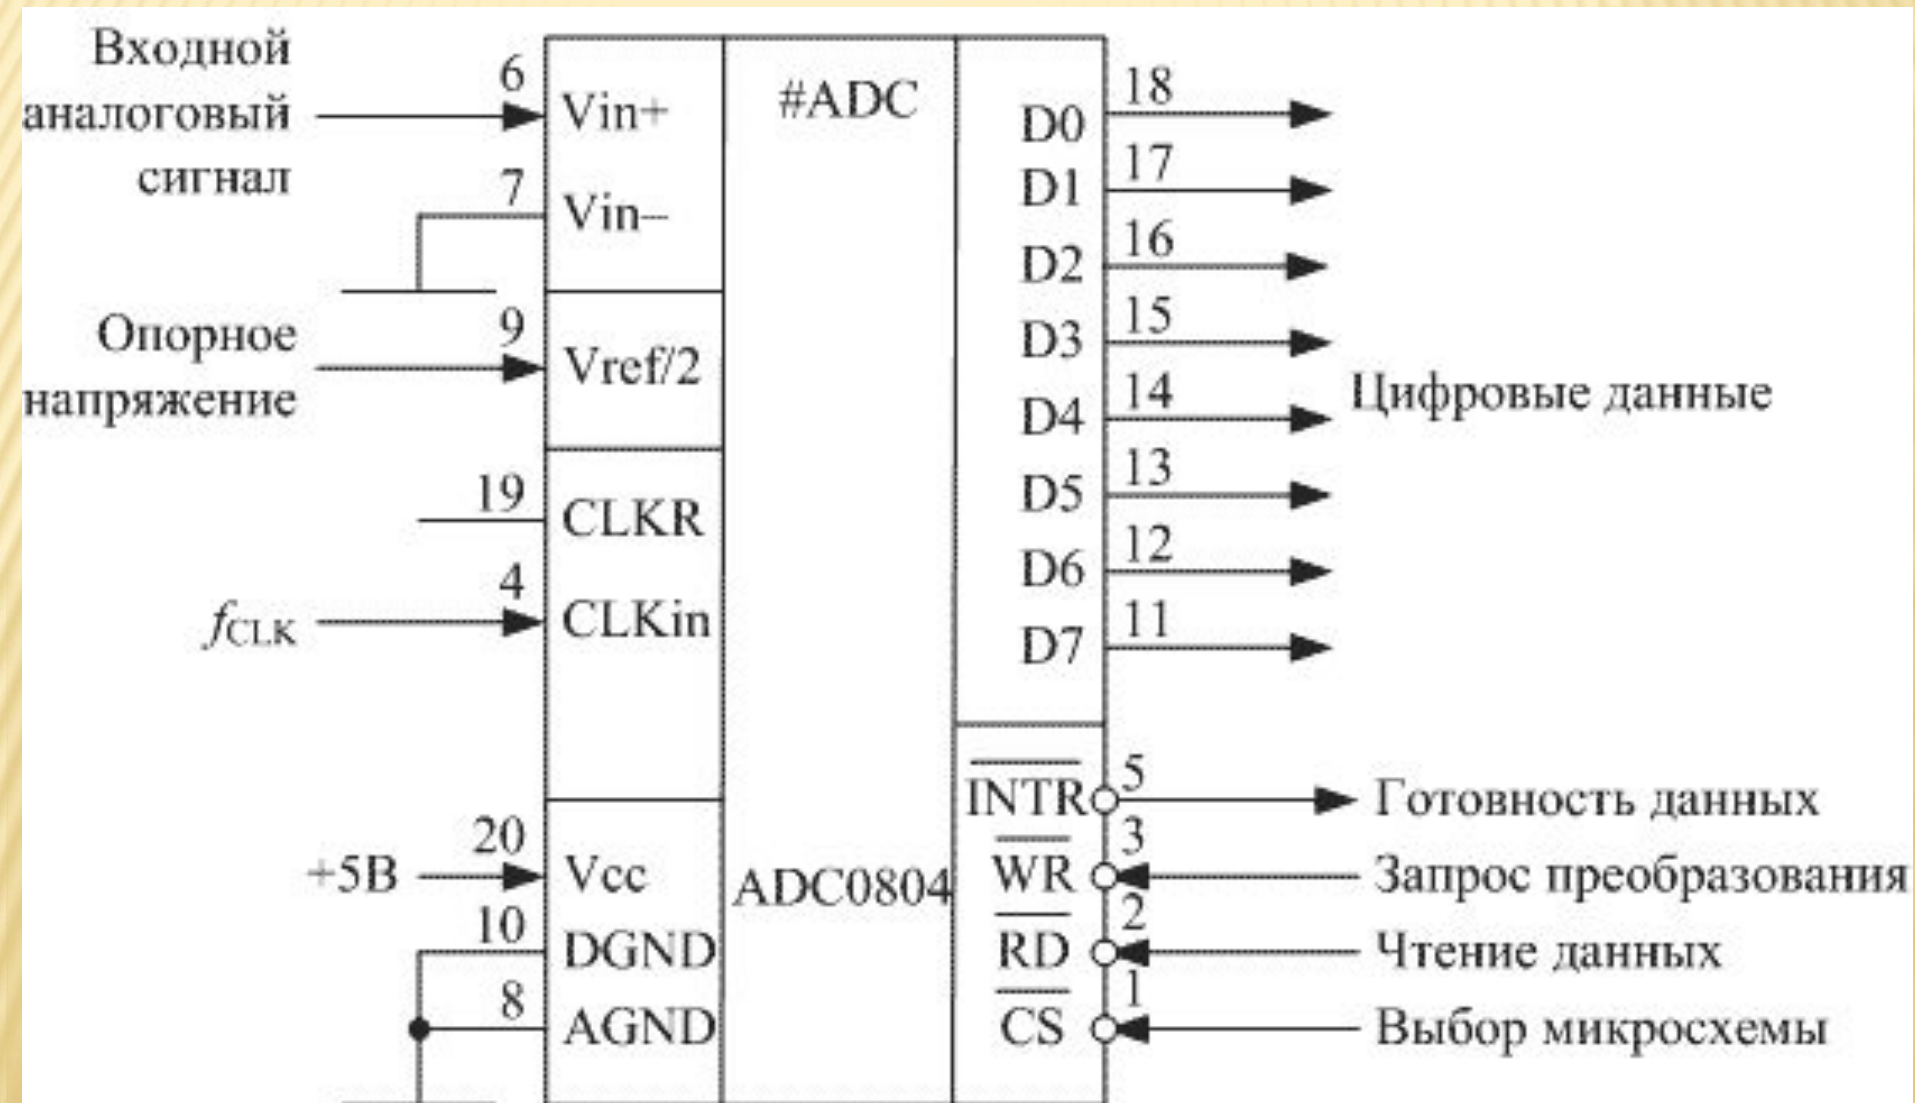 Входной
аналоговый
сигнал
6
Vin+
7
Vin–
Опорное
напряжение
9
Vref/2
19
CLKR
4
fCLK
CLKin
20
+5В
Vcc
10
DGND
8
AGND
#ADC
ADC0804
D0
18
D1
17
D2
16
D3
15
D4
14
D5
13
D6
12
D7
11
Цифровые данные
INTR
5
Готовность данных
WR
3
Запрос преобразования
RD
2
Чтение данных
CS
1
Выбор микросхемы